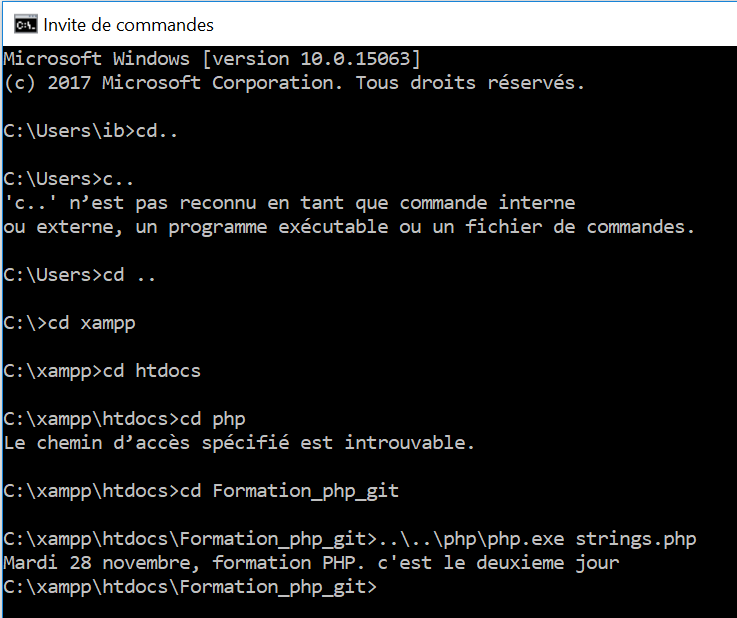 Invite de commandes
Microsoft Windows [version 10.0.15063]
(c) 2017 Microsoft Corporation. Tous droits réservés.
C:\Users\ib>cd..
C:\Users>c..
'c..' n’est pas reconnu en tant que commande interne
ou externe, un programme exécutable ou un fichier de commandes.
C:\Users>cd ..
C:\>cd xampp
C:\xampp>cd htdocs
C:\xampp\htdocs>cd php
Le chemin d’accès spécifié est introuvable.
C:\xampp\htdocs>cd Formation_php_git
C:\xampp\htdocs\Formation_php_git>..\..\php\php.exe strings.php
Mardi 28 novembre, formation PHP. c'est le deuxieme jour
C:\xampp\htdocs\Formation_php_git>